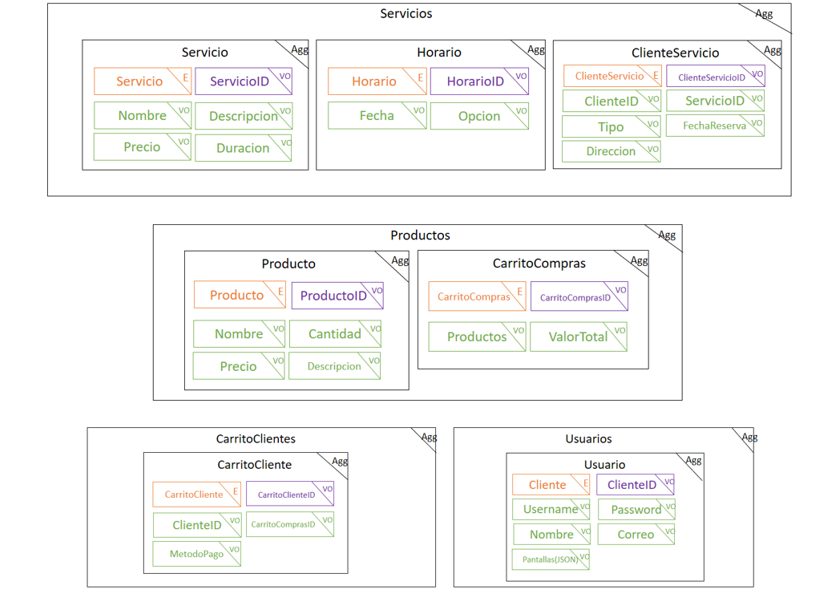 Servicios Agg
Servicio Agg
Servicio E ServicioID VO
Nombre VO Descripcion VO
Precio VO Duracion VO
Horario Agg
Horario E HorarioID VO
Fecha VO Opcion VO
ClienteServicio Agg
ClienteServicio E ClienteServicioID VO
ClienteID VO ServicioID VO
Tipo VO FechaReserva VO
Direccion VO
Productos Agg
Producto Agg
Producto E ProductoID VO
Nombre VO Cantidad VO
Precio VO Descripcion VO
CarritoCompras Agg
CarritoCompras E CarritoComprasID VO
Productos VO ValorTotal VO
CarritoClientes Agg
CarritoCliente Agg
CarritoCliente E CarritoClienteID VO
ClienteID VO CarritoComprasID VO
MetodoPago VO
Usuarios Agg
Usuario Agg
Cliente E ClienteID VO
Username VO Password VO
Nombre VO Correo VO
Pantallas(JSON) VO